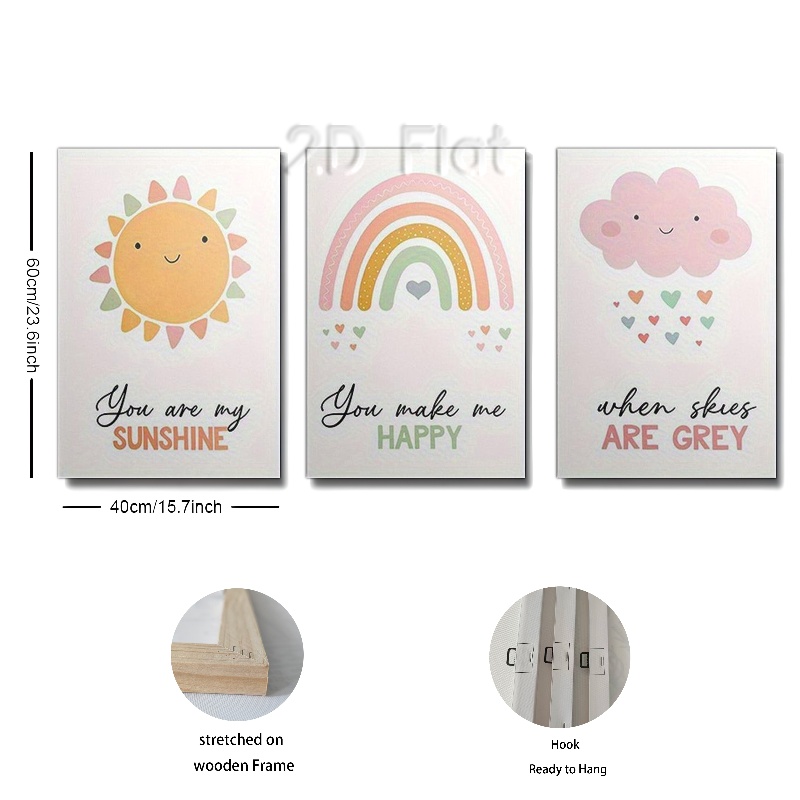 2.D Flat
60cm/23.6inch
You are my
SUNSHINE
You make me
HAPPY
when skies
ARE GREY
40cm/15.7inch
stretched on
wooden Frame
Hook
Ready to Hang